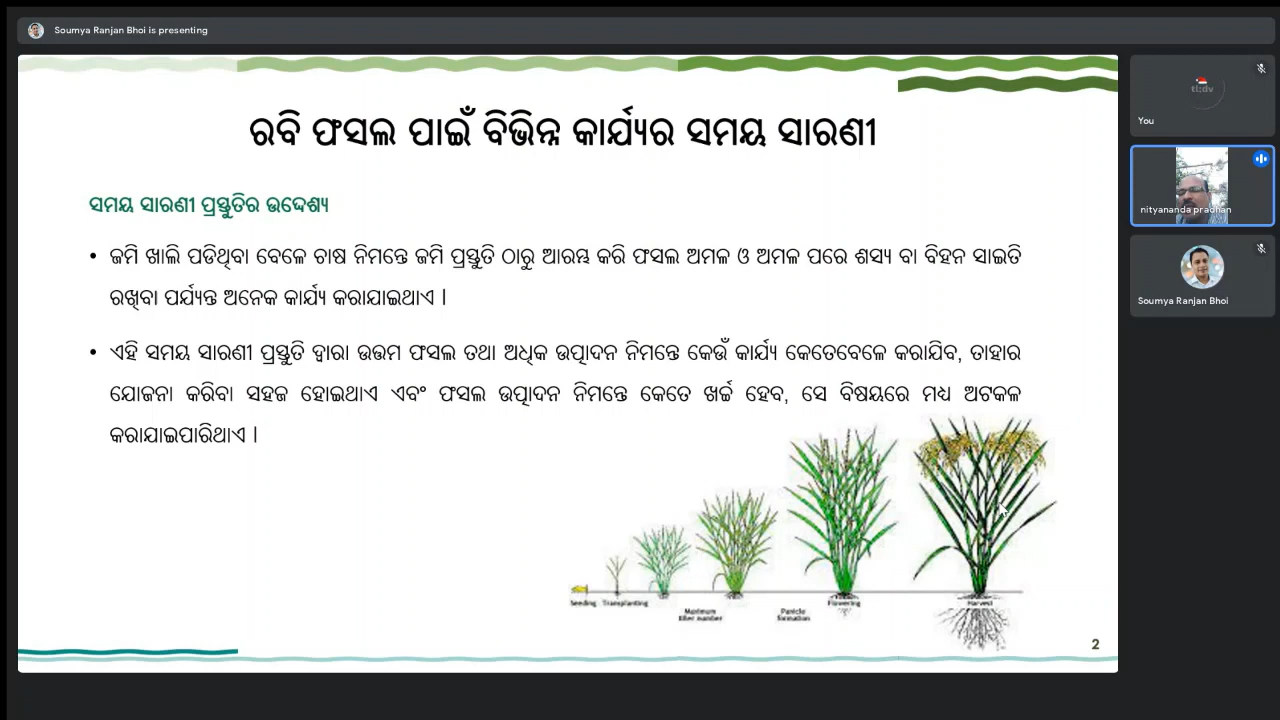 Soumya Ranjan Bhoi is presenting
ରବି ଫସଲ ପାଇଁ ବିଭିନ୍ନ କାର୍ଯ୍ୟର ସମୟ ସାରଣୀ
ସମୟ ସାରଣୀ ପ୍ରସ୍ତୁତିର ଉଦ୍ଦେଶ୍ୟ
• ଜମି ଖାଲି ପଡିଥିବା ବେଳେ ଚାଷ ନିମନ୍ତେ ଜମି ପ୍ରସ୍ତୁତି ଠାରୁ ଆରମ୍ଭ କରି ଫସଲ ଅମଳ ଓ ଅମଳ ପରେ ଶସ୍ୟ ବା ବିହନ ସାଇତି
ରଖିବା ପର୍ଯ୍ୟନ୍ତ ଅନେକ କାର୍ଯ୍ୟ କରାଯାଇଥାଏ |
• ଏହି ସମୟ ସାରଣୀ ପ୍ରସ୍ତୁତି ଦ୍ୱାରା ଉତ୍ତମ ଫସଲ ତଥା ଅଧିକ ଉତ୍ପାଦନ ନିମନ୍ତେ କେଉଁ କାର୍ଯ୍ୟ କେତେବେଳେ କରାଯିବ, ତାହାର
ଯୋଜନା କରିବା ସହଜ ହୋଇଥାଏ ଏବଂ ଫସଲ ଉତ୍ପାଦନ ନିମନ୍ତେ କେତେ ଖର୍ଚ୍ଚ ହେବ, ସେ ବିଷୟରେ ମଧ୍ୟ ଅଟକଳ
କରାଯାଇପାରିଥାଏ |
Seeding Transplanting
Maximum
tiller number
Panicle
formation
Flowering
Harvest
2
tl;dv
You
nityananda pradhan
Soumya Ranjan Bhoi